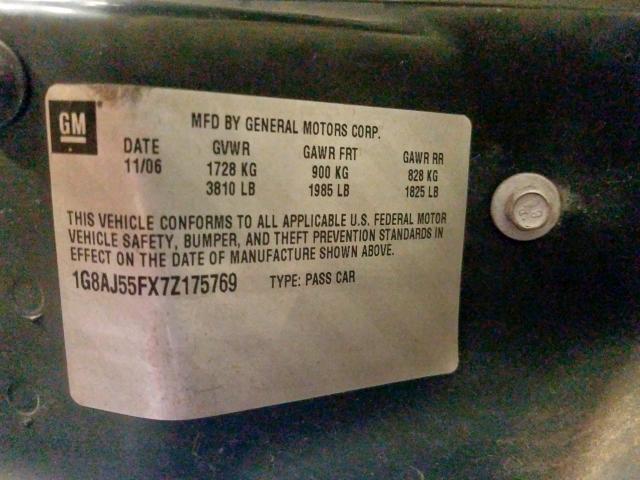 GM
MFD BY GENERAL MOTORS CORP.
DATE GVWR GAWR FRT GAWR RR
11/06 1728 KG 900 KG 828 KG
3810 LB 1985 LB 1825 LB
THIS VEHICLE CONFORMS TO ALL APPLICABLE U.S. FEDERAL MOTOR
VEHICLE SAFETY, BUMPER, AND THEFT PREVENTION STANDARDS IN
EFFECT ON THE DATE OF MANUFACTURE SHOWN ABOVE.
1G8AJ55FX7Z175769 TYPE: PASS CAR